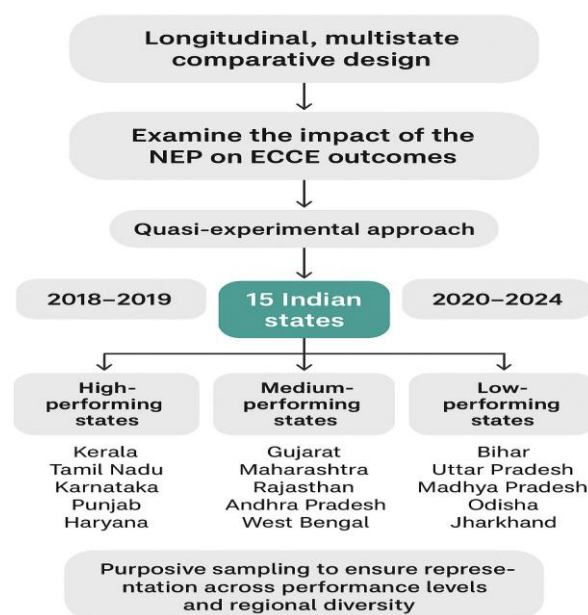 Longitudinal, multistate
comparative design
Examine the impact of the
NEP on ECCE outcomes
Quasi-experimental approach
2018–2019
15 Indian
states
2020–2024
High-
performing
states
Kerala
Tamil Nadu
Karnataka
Punjab
Haryana
Medium-
performing
states
Gujarat
Maharashtra
Rajasthan
Andhra Pradesh
West Bengal
Low-
performing
states
Bihar
Uttar Pradesh
Madhya Pradesh
Odisha
Jharkhand
Purposive sampling to ensure represe-
ntation across performance levels
and regional diversity